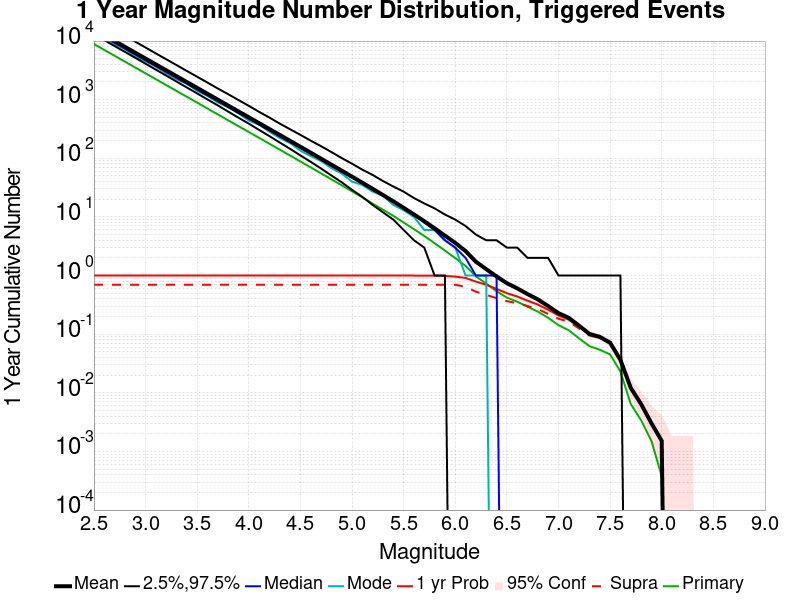 1 Year Magnitude Number Distribution, Triggered Events
1 Year Cumulative Number
10^4
10^3
10^2
10^1
10^0
10^-1
10^-2
10^-3
10^-4
2.5 3.0 3.5 4.0 4.5 5.0 5.5 6.0 6.5 7.0 7.5 8.0 8.5 9.0
Magnitude
Mean 2.5%,97.5% Median Mode 1 yr Prob 95% Conf Supra Primary